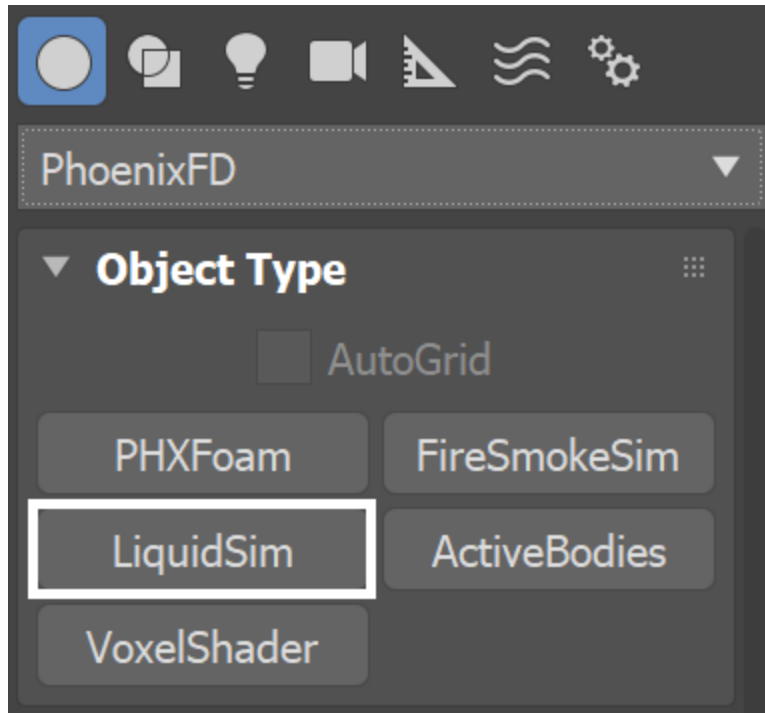 PhoenixFD
Object Type
AutoGrid
PHXFoam FireSmokeSim
LiquidSim ActiveBodies
VoxelShader